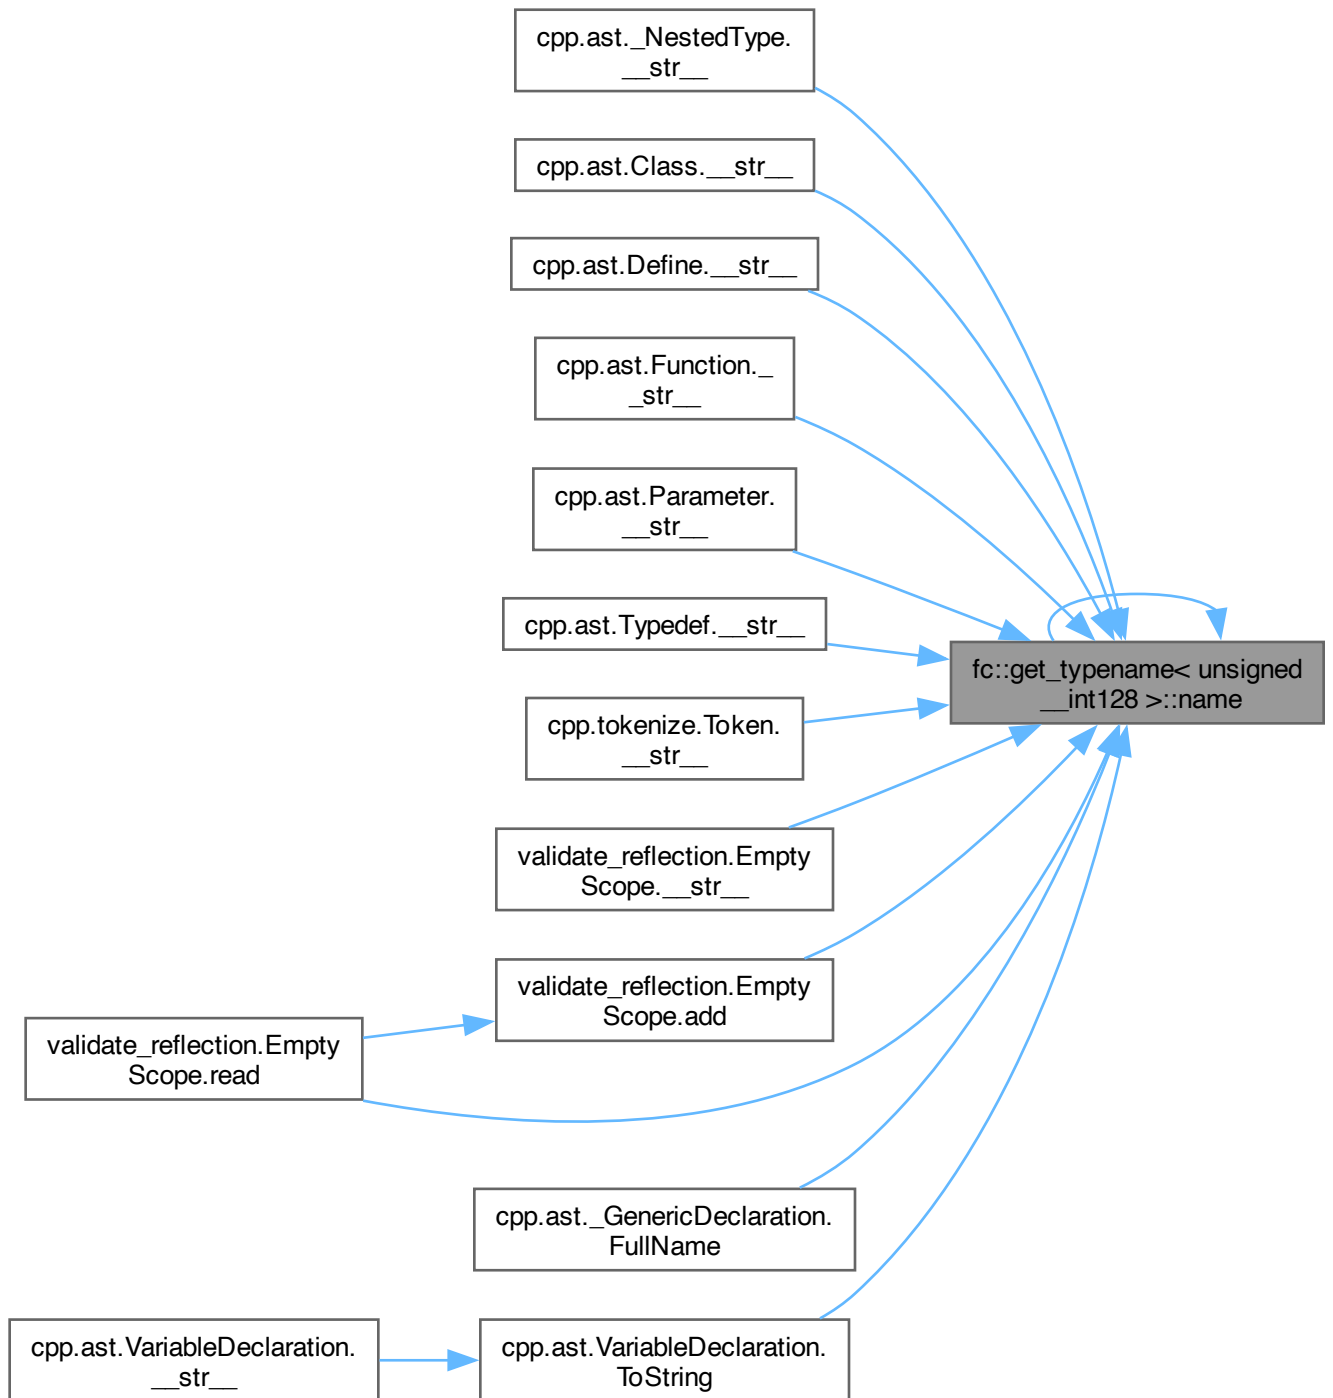 cpp.ast._NestedType.
__str__
cpp.ast.Class.__str__
cpp.ast.Define.__str__
cpp.ast.Function._
_str__
cpp.ast.Parameter.
__str__
cpp.ast.Typedef.__str__
fc::get_typename< unsigned
__int128 >::name
cpp.tokenize.Token.
__str__
validate_reflection.Empty
Scope.__str__
validate_reflection.Empty
Scope.add
validate_reflection.Empty
Scope.read
cpp.ast._GenericDeclaration.
FullName
cpp.ast.VariableDeclaration.
__str__
cpp.ast.VariableDeclaration.
ToString